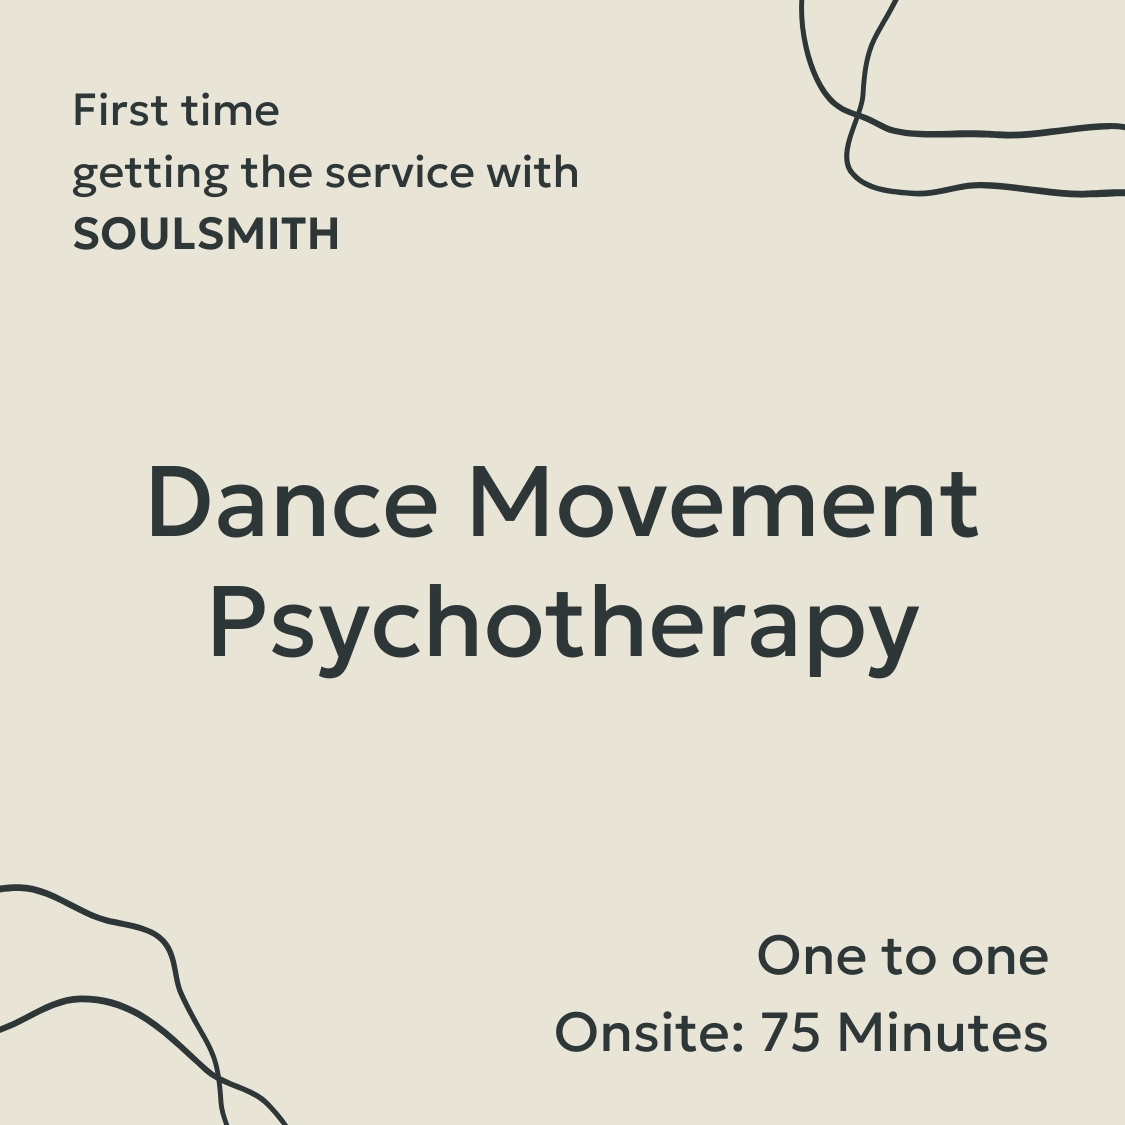 First time
getting the service with
SOULSMITH
Dance Movement
Psychotherapy
One to one
Onsite: 75 Minutes